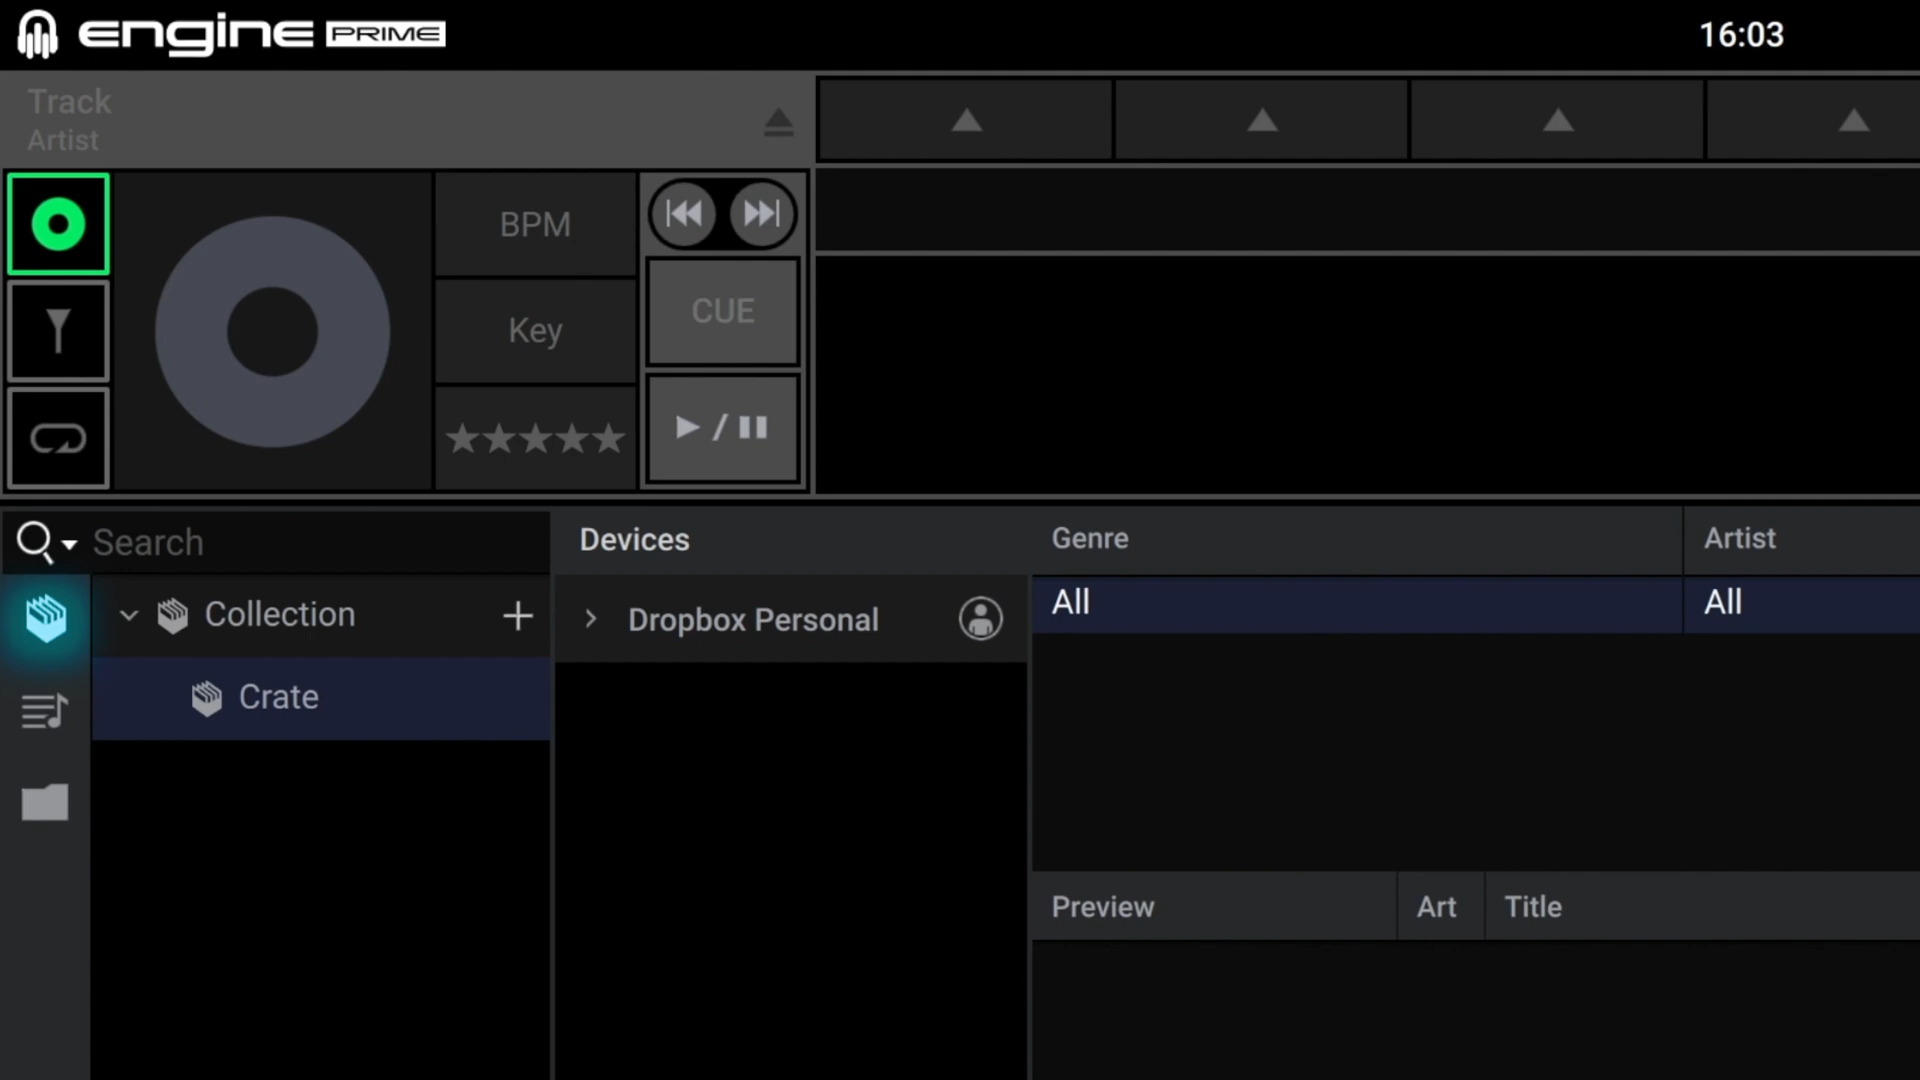 engine PRIME
16:03
Track
Artist
BPM
Key
CUE
Search
Devices
Genre
Artist
Collection
Dropbox Personal
All
All
Crate
Preview
Art
Title